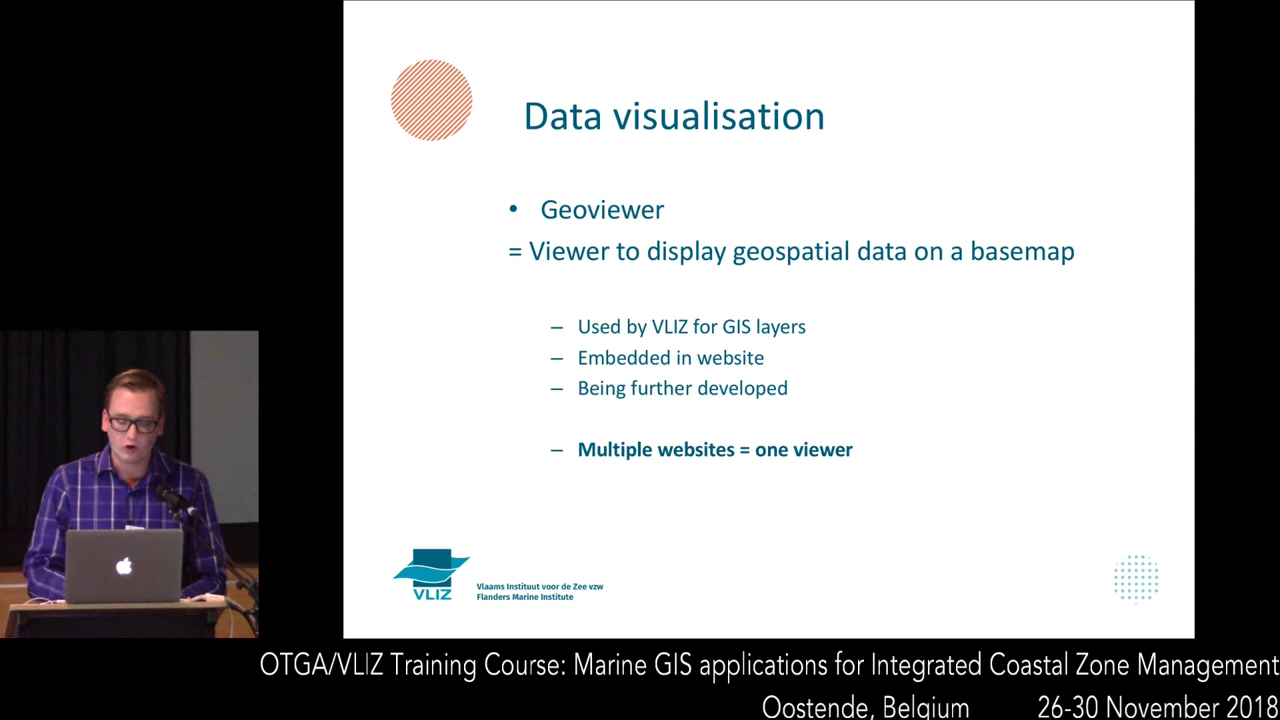 Data visualisation
• Geoviewer
= Viewer to display geospatial data on a basemap
– Used by VLIZ for GIS layers
– Embedded in website
– Being further developed
– Multiple websites = one viewer
VLIZ
Vlaams Instituut voor de Zee vzw
Flanders Marine Institute
OTGA/VLIZ Training Course: Marine GIS applications for Integrated Coastal Zone Management
Oostende, Belgium 26-30 November 2018